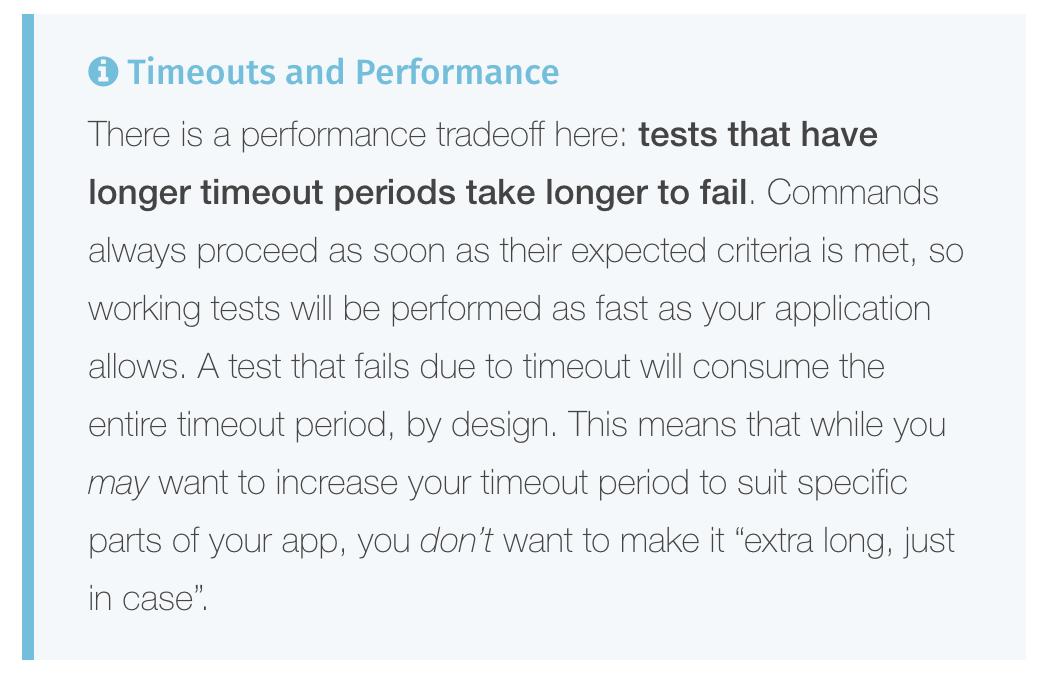 Timeouts and Performance
There is a performance tradeoff here: tests that have
longer timeout periods take longer to fail. Commands
always proceed as soon as their expected criteria is met, so
working tests will be performed as fast as your application
allows. A test that fails due to timeout will consume the
entire timeout period, by design. This means that while you
may want to increase your timeout period to suit specific
parts of your app, you don’t want to make it “extra long, just
in case”.